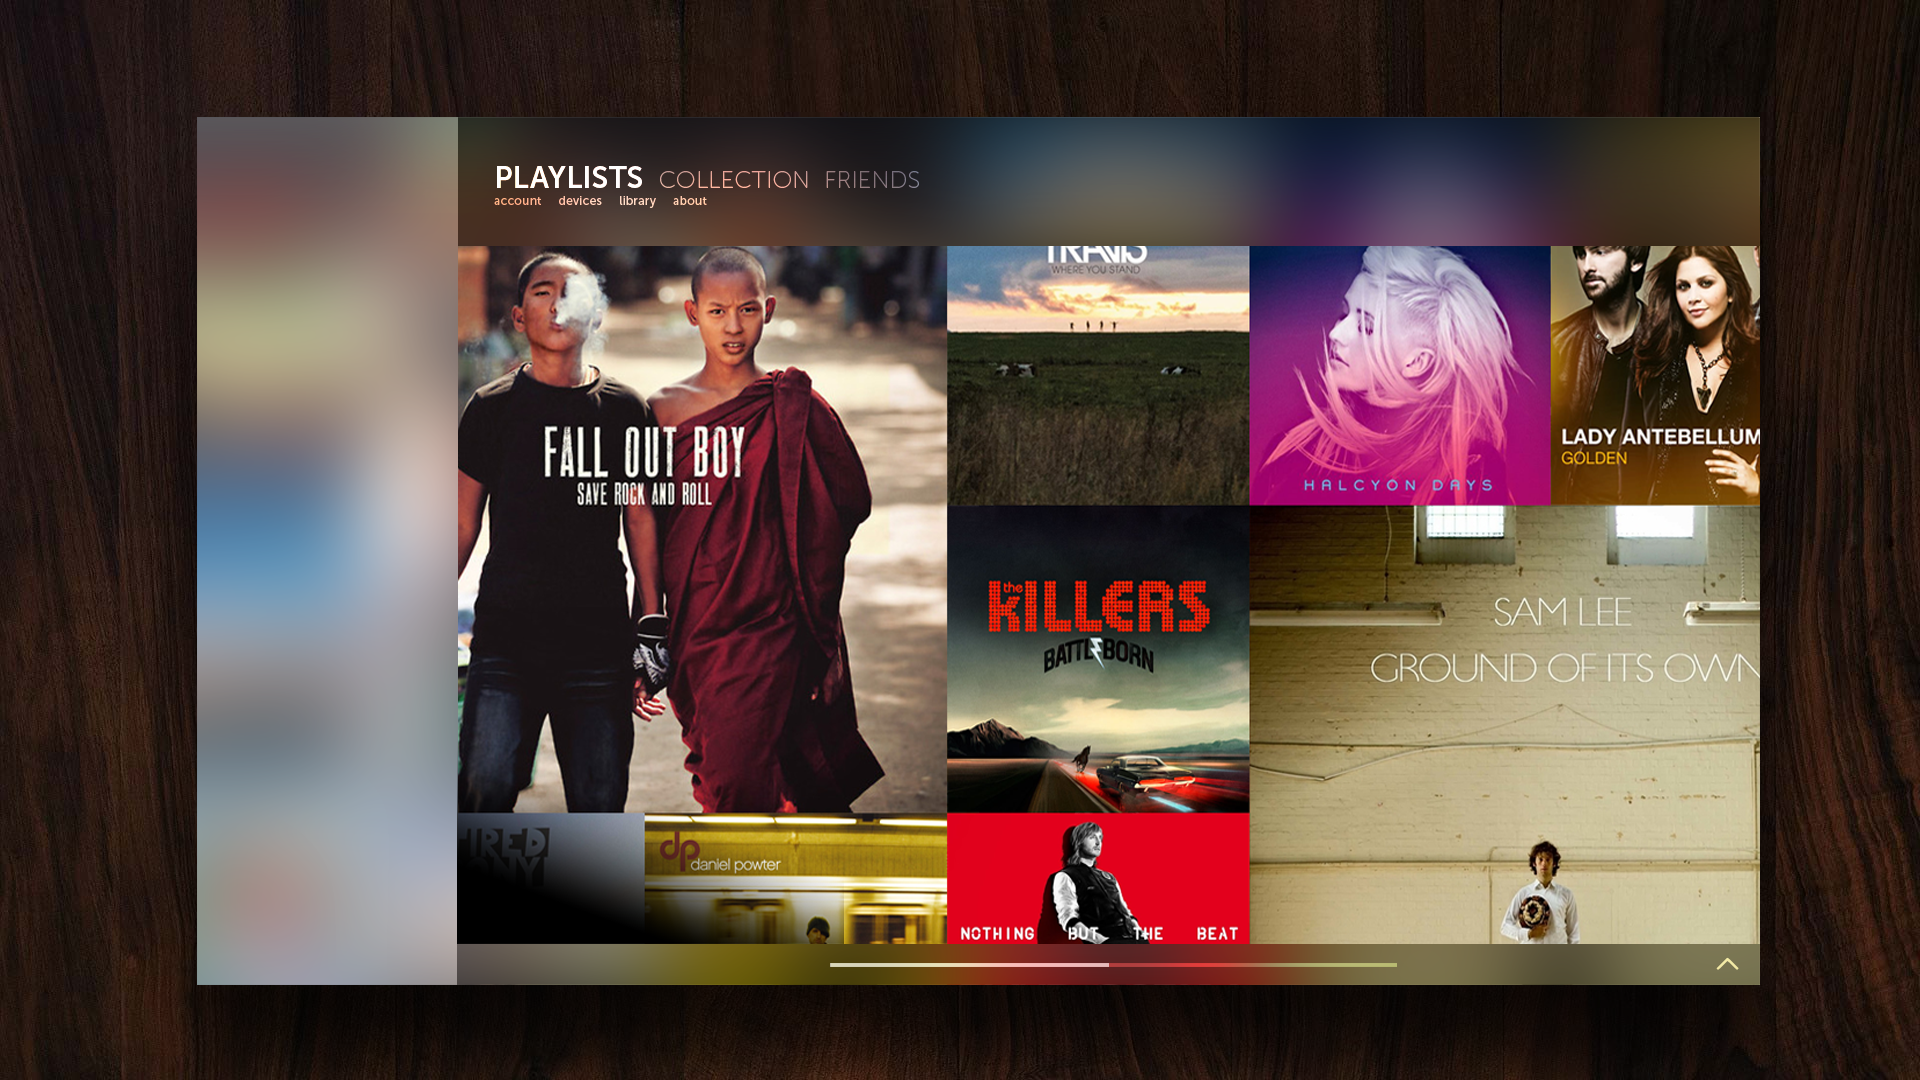 PLAYLISTS COLLECTION FRIENDS
account devices library about
TRAVIS
WHERE YOU STAND
FALL OUT BOY
SAVE ROCK AND ROLL
HALCYON DAYS
LADY ANTEBELLUM
GOLDEN
the
KILLERS
BATTLE BORN
SAM LEE
GROUND OF ITS OWN
dp
daniel powter
NOTHING BUT THE BEAT